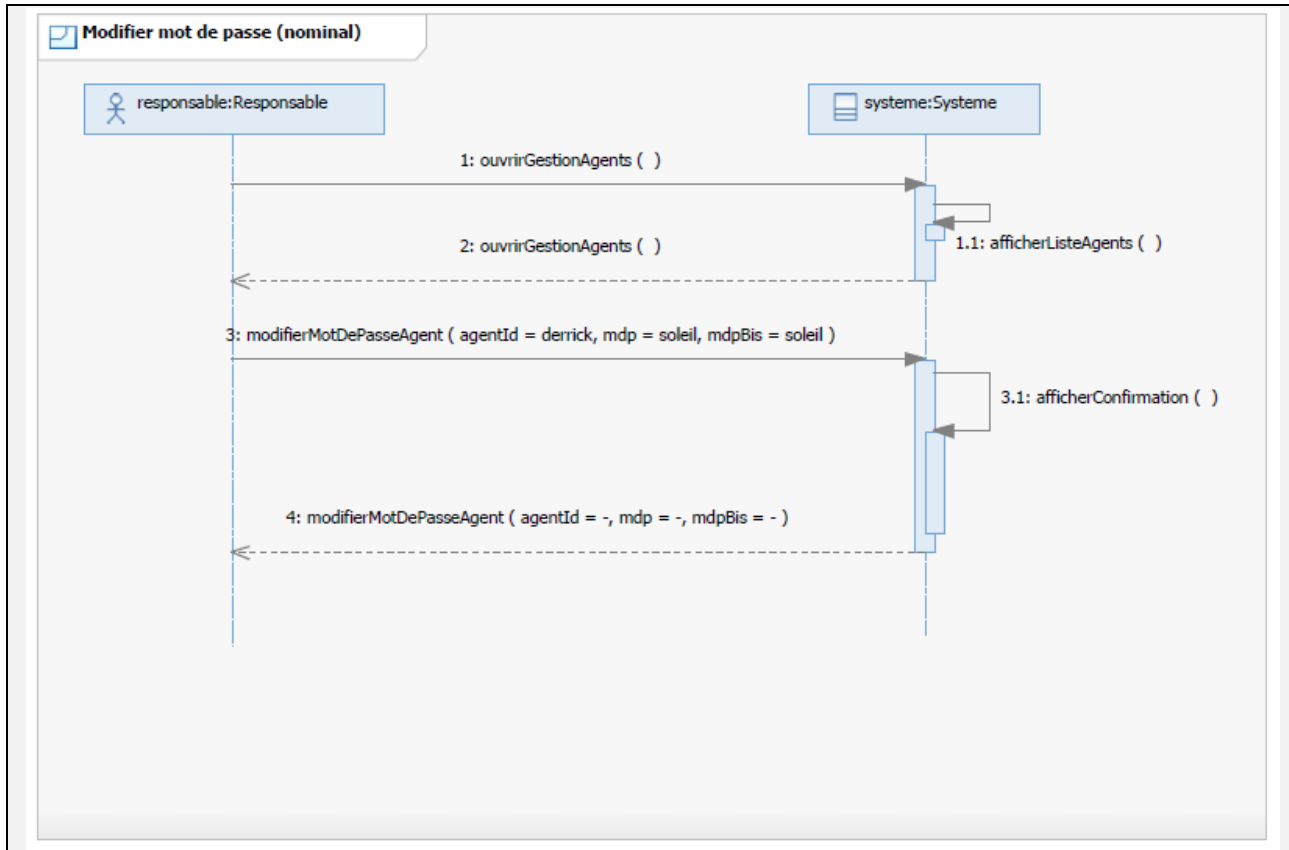 Modifier mot de passe (nominal)
responsable:Responsable
systeme:Systeme
1: ouvrirGestionAgents ( )
1.1: afficherListeAgents ( )
2: ouvrirGestionAgents ( )
3: modifierMotDePasseAgent ( agentId = derrick, mdp = soleil, mdpBis = soleil )
3.1: afficherConfirmation ( )
4: modifierMotDePasseAgent ( agentId = -, mdp = -, mdpBis = - )